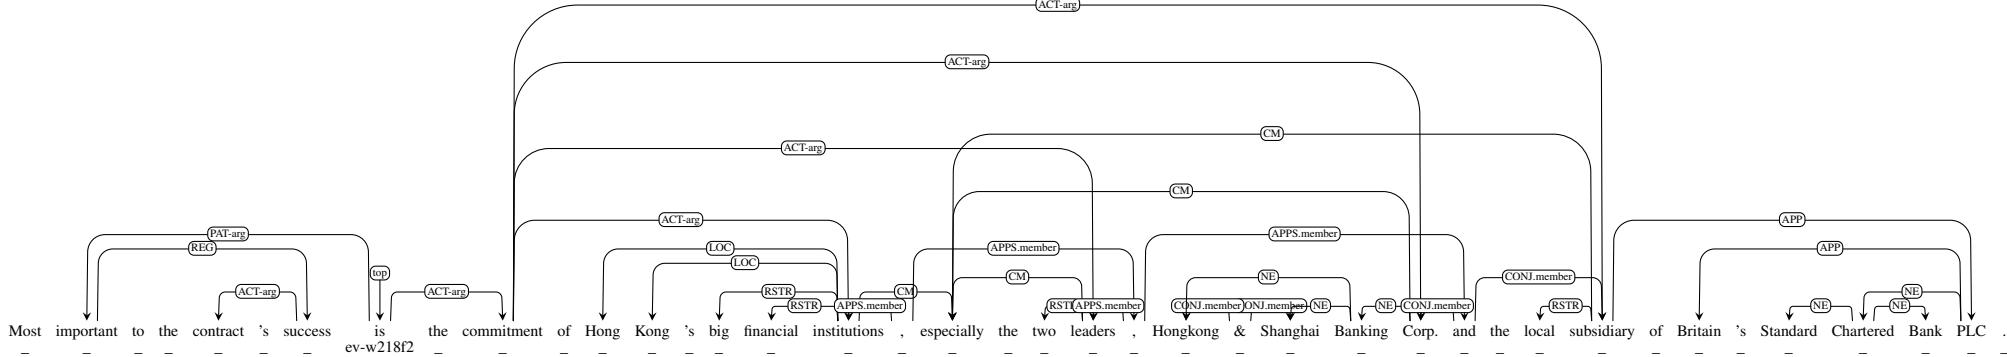 ACT-arg
ACT-arg
CM
ACT-arg
CM
ACT-arg APP
PAT-arg APPS.member
REG LOC APPS.member APP
LOC
top CM NE CONJ.member
ACT-arg ACT-arg RSTR CM NE
RSTR APPS.member APPS.member CONJ.member NE NE CONJ.member RSTR NE NE
Most important to the contract 's success is the commitment of Hong Kong 's big financial institutions , especially the two leaders , Hongkong & Shanghai Banking Corp. and the local subsidiary of Britain 's Standard Chartered Bank PLC .
_ _ _ _ _ _ _ ev-w218f2 _ _ _ _ _ _ _ _ _ _ _ _ _ _ _ _ _ _ _ _ _ _ _ _ _ _ _ _ _ _ _ _ _